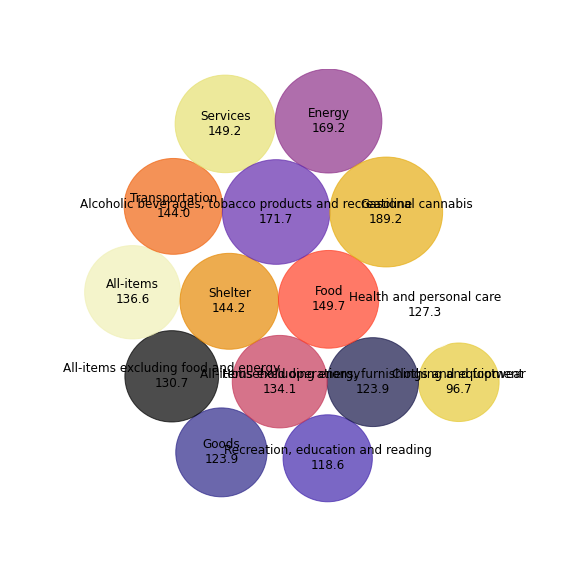 Services
149.2
Energy
169.2
Transportation
144.0
Alcoholic beverages, tobacco products and recreational cannabis
171.7
Gasoline
189.2
All-items
136.6
Shelter
144.2
Food
149.7
Health and personal care
127.3
All-items excluding food and energy
130.7
All-items excluding energy
134.1
Household operations, furnishings and equipment
123.9
Clothing and footwear
96.7
Goods
123.9
Recreation, education and reading
118.6